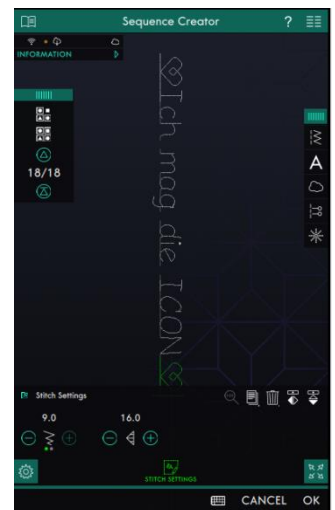 Sequence Creator ?
INFORMATION
Ich mag die ICON
18/18
A
Stitch Settings
9.0 16.0
STITCH SETTINGS
CANCEL OK